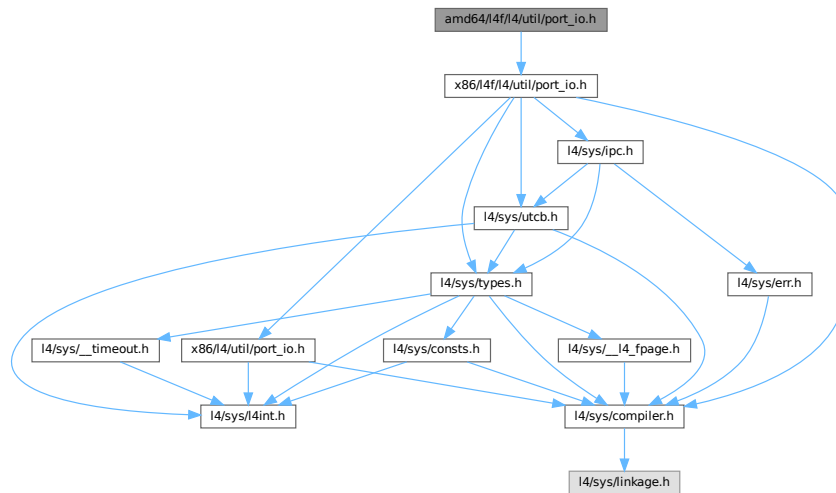 amd64/l4f/l4/util/port_io.h
x86/l4f/l4/util/port_io.h
l4/sys/ipc.h
l4/sys/utcb.h
l4/sys/types.h
l4/sys/err.h
l4/sys/__timeout.h
x86/l4/util/port_io.h
l4/sys/consts.h
l4/sys/__l4_fpage.h
l4/sys/l4int.h
l4/sys/compiler.h
l4/sys/linkage.h